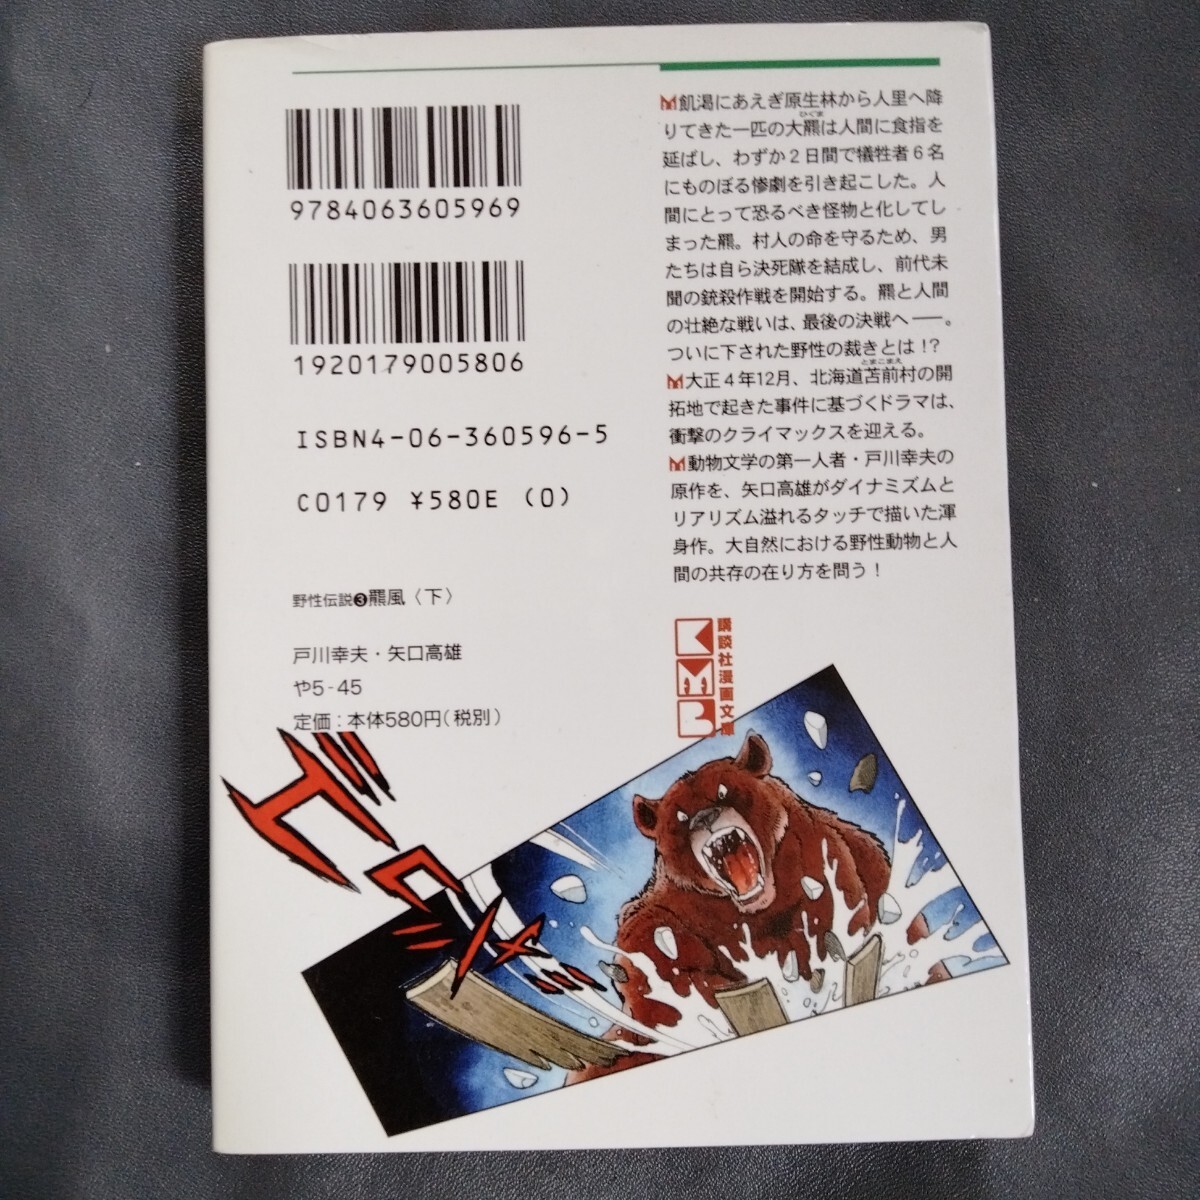 9784063605969
1920179005806
ISBN4-06-360596-5
C0179 ¥580E (0)
野性伝説❸羆風〈下〉
戸川幸夫・矢口高雄
や5-45
定価：本体580円（税別）
飢渇にあえぎ原生林から人里へ降
ひぐま
りてきた一匹の大羆は人間に食指を
延ばし、わずか2日間で犠牲者6名
にものぼる惨劇を引き起こした。人
間にとって恐るべき怪物と化してし
まった羆。村人の命を守るため、男
たちは自ら決死隊を結成し、前代未
聞の銃殺作戦を開始する。羆と人間
の壮絶な戦いは、最後の決戦へ──。
ついに下された野性の裁きとは!?
とままえ
大正4年12月、北海道苫前村の開
拓地で起きた事件に基づくドラマは、
衝撃のクライマックスを迎える。
動物文学の第一人者・戸川幸夫の
原作を、矢口高雄がダイナミズムと
リアリズム溢れるタッチで描いた渾
身作。大自然における野性動物と人
間の共存の在り方を問う！
KMB
講談社漫画文庫